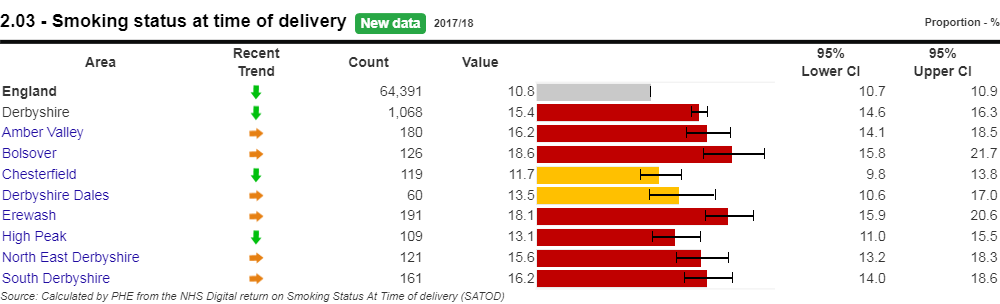 2.03 - Smoking status at time of delivery New data 2017/18 Proportion - %
Area Recent Trend Count Value 95% Lower CI 95% Upper CI
England 64,391 10.8 10.7 10.9
Derbyshire 1,068 15.4 14.6 16.3
Amber Valley 180 16.2 14.1 18.5
Bolsover 126 18.6 15.8 21.7
Chesterfield 119 11.7 9.8 13.8
Derbyshire Dales 60 13.5 10.6 17.0
Erewash 191 18.1 15.9 20.6
High Peak 109 13.1 11.0 15.5
North East Derbyshire 121 15.6 13.2 18.3
South Derbyshire 161 16.2 14.0 18.6
Source: Calculated by PHE from the NHS Digital return on Smoking Status At Time of delivery (SATOD)